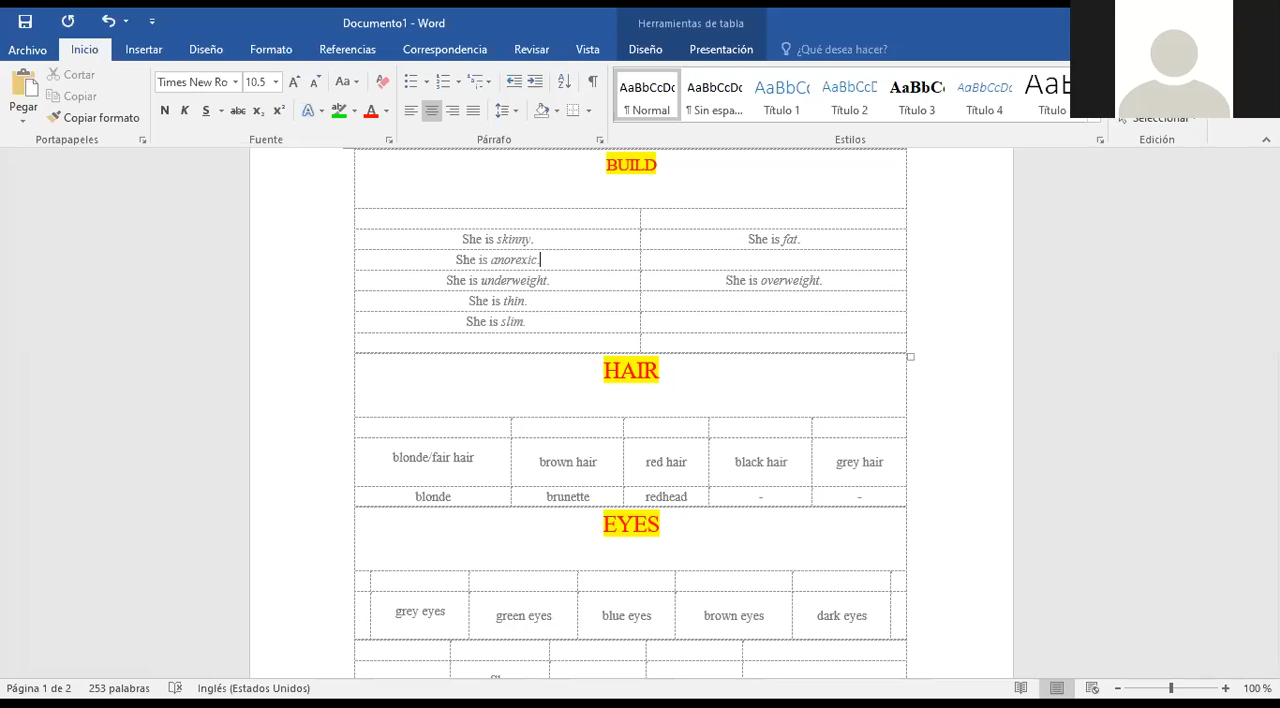 Documento1 - Word
Herramientas de tabla
Archivo Inicio Insertar Diseño Formato Referencias Correspondencia Revisar Vista Diseño Presentación ¿Qué desea hacer?
Cortar
Copiar
Copiar formato
Pegar
Times New Ro 10.5
Portapapeles Fuente Párrafo Estilos Edición
AaBbCcDc AaBbCcDc AaBbCc AaBbCcD AaBbC AaBbCcD AaB
¶ Normal ¶ Sin espa... Título 1 Título 2 Título 3 Título 4 Título
Seleccionar
BUILD
She is skinny. She is fat.
She is anorexic.
She is underweight. She is overweight.
She is thin.
She is slim.
HAIR
blonde/fair hair brown hair red hair black hair grey hair
blonde brunette redhead - -
EYES
grey eyes green eyes blue eyes brown eyes dark eyes
Página 1 de 2 253 palabras Inglés (Estados Unidos) 100 %